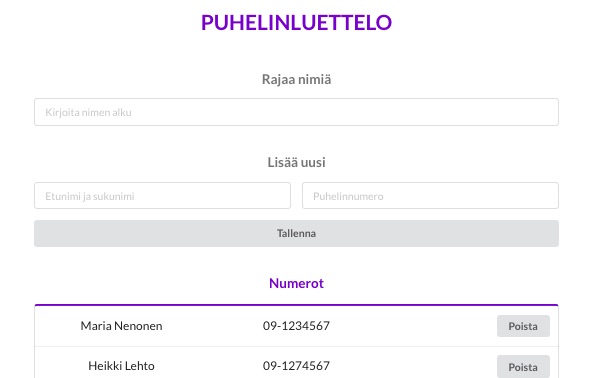 PUHELINLUETTELO
Rajaa nimiä
Kirjoita nimen alku
Lisää uusi
Etunimi ja sukunimi Puhelinnumero
Tallenna
Numerot
Maria Nenonen 09-1234567 Poista
Heikki Lehto 09-1274567 Poista